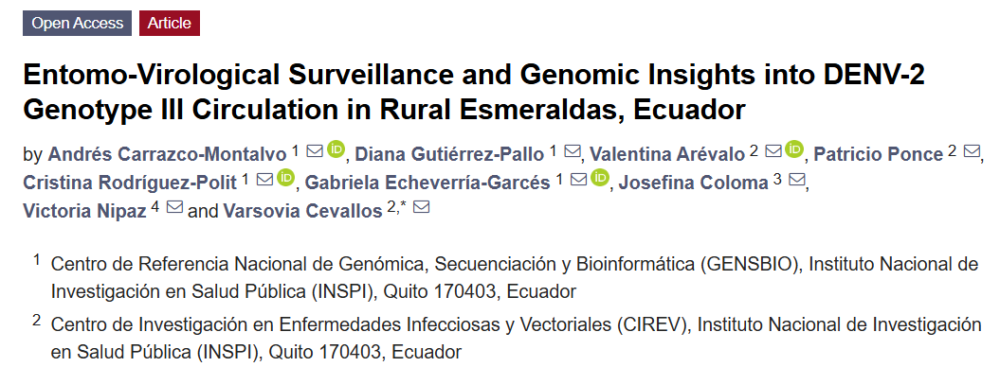 Open Access Article
Entomo-Virological Surveillance and Genomic Insights into DENV-2
Genotype III Circulation in Rural Esmeraldas, Ecuador
by Andrés Carrazco-Montalvo 1 iD, Diana Gutiérrez-Pallo 1, Valentina Arévalo 2 iD, Patricio Ponce 2,
Cristina Rodríguez-Polit 1 iD, Gabriela Echeverría-Garcés 1 iD, Josefina Coloma 3,
Victoria Nipaz 4 and Varsovia Cevallos 2,*
1 Centro de Referencia Nacional de Genómica, Secuenciación y Bioinformática (GENSBIO), Instituto Nacional de
Investigación en Salud Pública (INSPI), Quito 170403, Ecuador
2 Centro de Investigación en Enfermedades Infecciosas y Vectoriales (CIREV), Instituto Nacional de Investigación
en Salud Pública (INSPI), Quito 170403, Ecuador